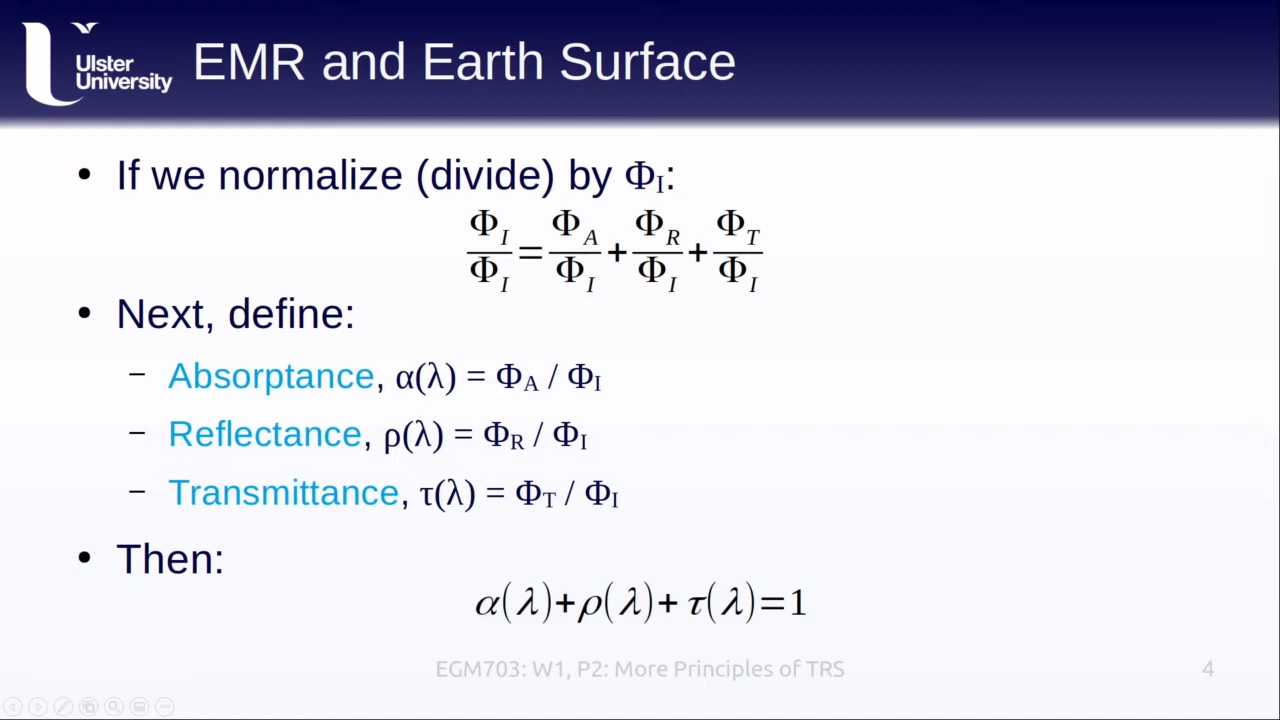 Ulster
University
EMR and Earth Surface
• If we normalize (divide) by Φ_I:
Φ_I/Φ_I = Φ_A/Φ_I + Φ_R/Φ_I + Φ_T/Φ_I
• Next, define:
– Absorptance, α(λ) = Φ_A / Φ_I
– Reflectance, ρ(λ) = Φ_R / Φ_I
– Transmittance, τ(λ) = Φ_T / Φ_I
• Then:
α(λ)+ρ(λ)+τ(λ)=1
EGM703: W1, P2: More Principles of TRS
4